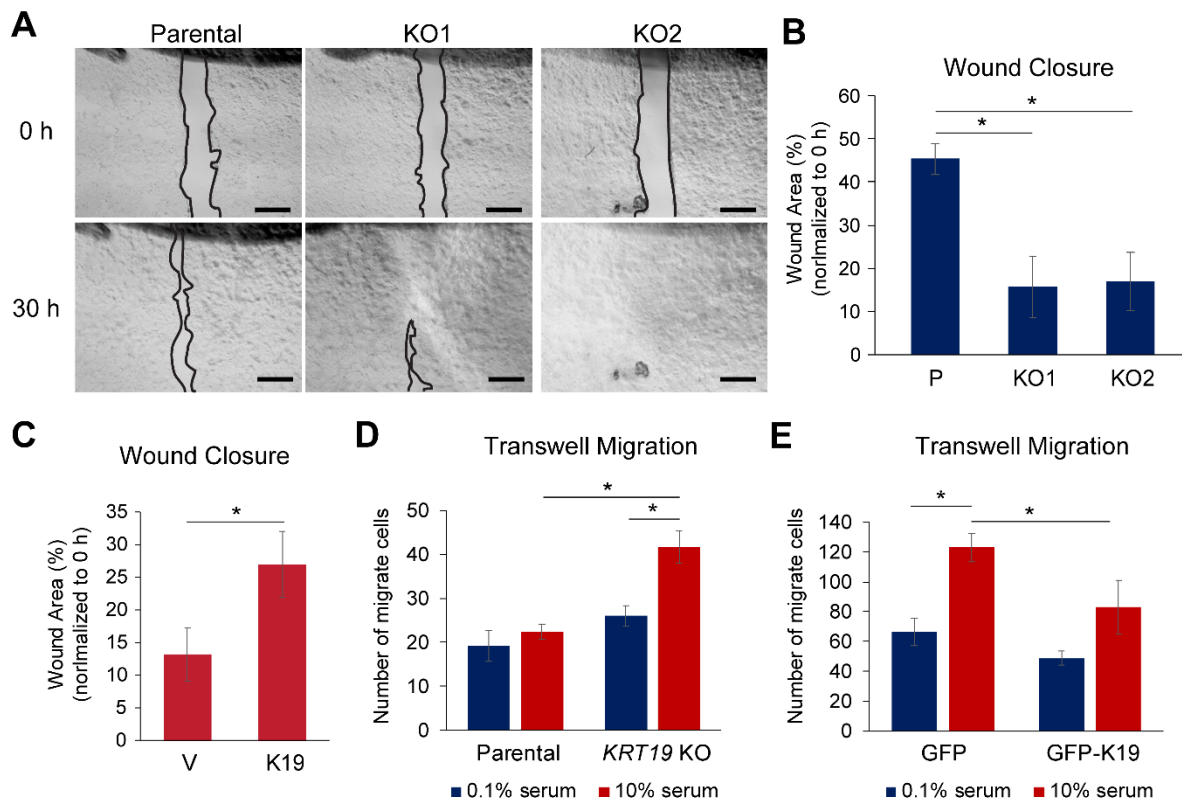 A
Parental
KO1
KO2
0 h
30 h
B
Wound Closure
Wound Area (%)
(norlmalized to 0 h)
60
50
40
30
20
10
0
*
*
P
KO1
KO2
C
Wound Closure
Wound Area (%)
(norlmalized to 0 h)
35
30
25
20
15
10
5
0
*
V
K19
D
Transwell Migration
Number of migrate cells
50
40
30
20
10
0
*
*
Parental
KRT19 KO
0.1% serum
10% serum
E
Transwell Migration
Number of migrate cells
140
120
100
80
60
40
20
0
*
*
GFP
GFP-K19
0.1% serum
10% serum